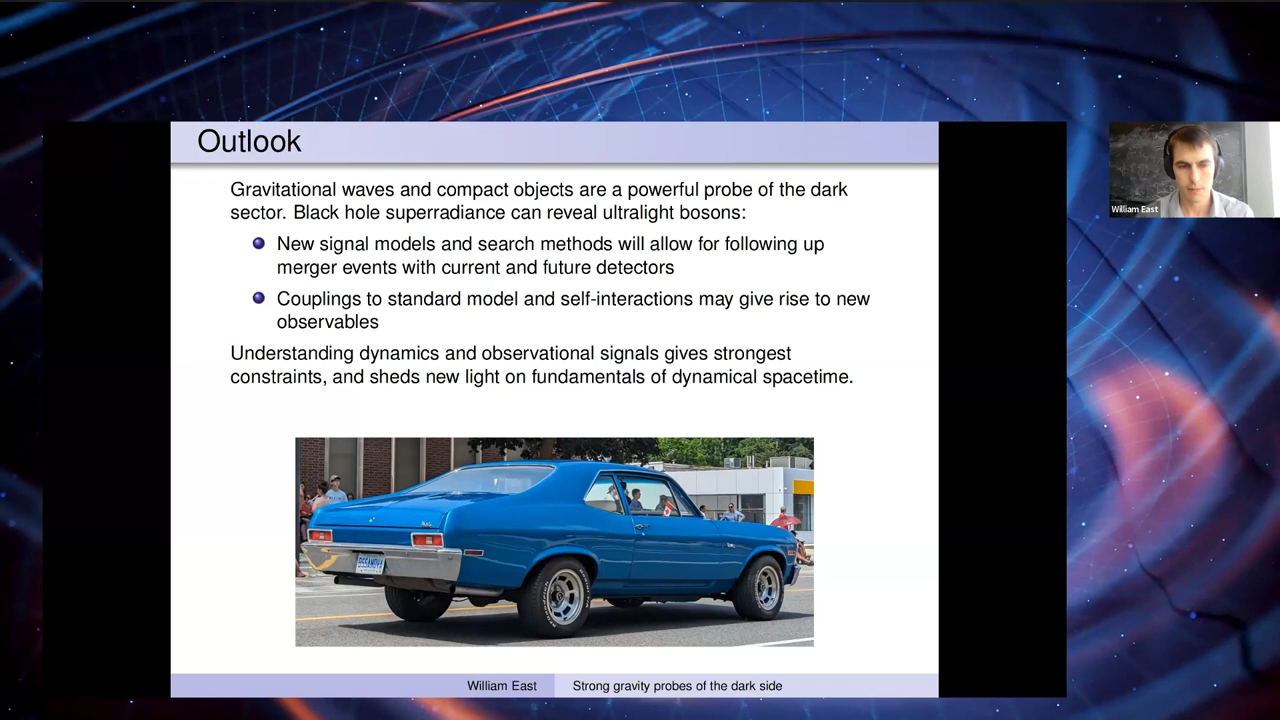 Outlook
Gravitational waves and compact objects are a powerful probe of the dark
sector. Black hole superradiance can reveal ultralight bosons:
New signal models and search methods will allow for following up
merger events with current and future detectors
Couplings to standard model and self-interactions may give rise to new
observables
Understanding dynamics and observational signals gives strongest
constraints, and sheds new light on fundamentals of dynamical spacetime.
William East
Strong gravity probes of the dark side
William East